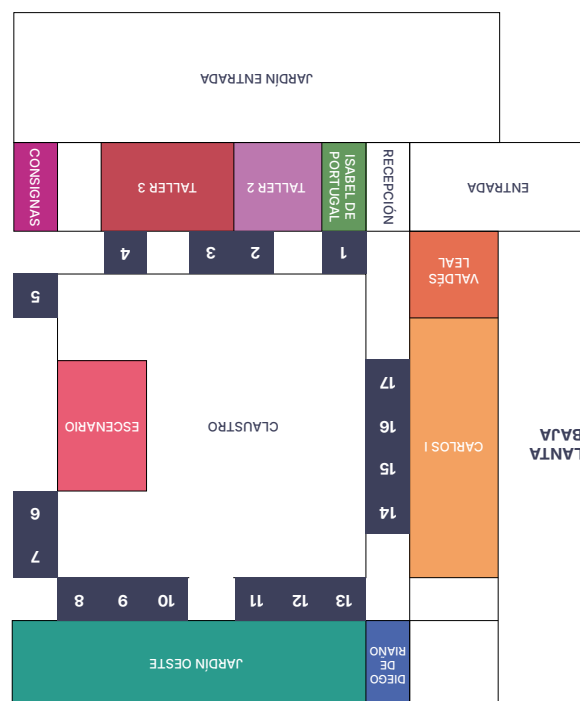 JARDÍN ENTRADA
CONSIGNAS
TALLER 3
TALLER 2
ISABEL DE
PORTUGAL
RECEPCIÓN
ENTRADA
4
3
2
1
VALDÉS
LEAL
5
17
16
15
14
ESCENARIO
CLAUSTRO
CARLOS I
LANTA
BAJA
6
7
8
9
10
11
12
13
JARDÍN OESTE
DIEGO
DE
RIAÑO